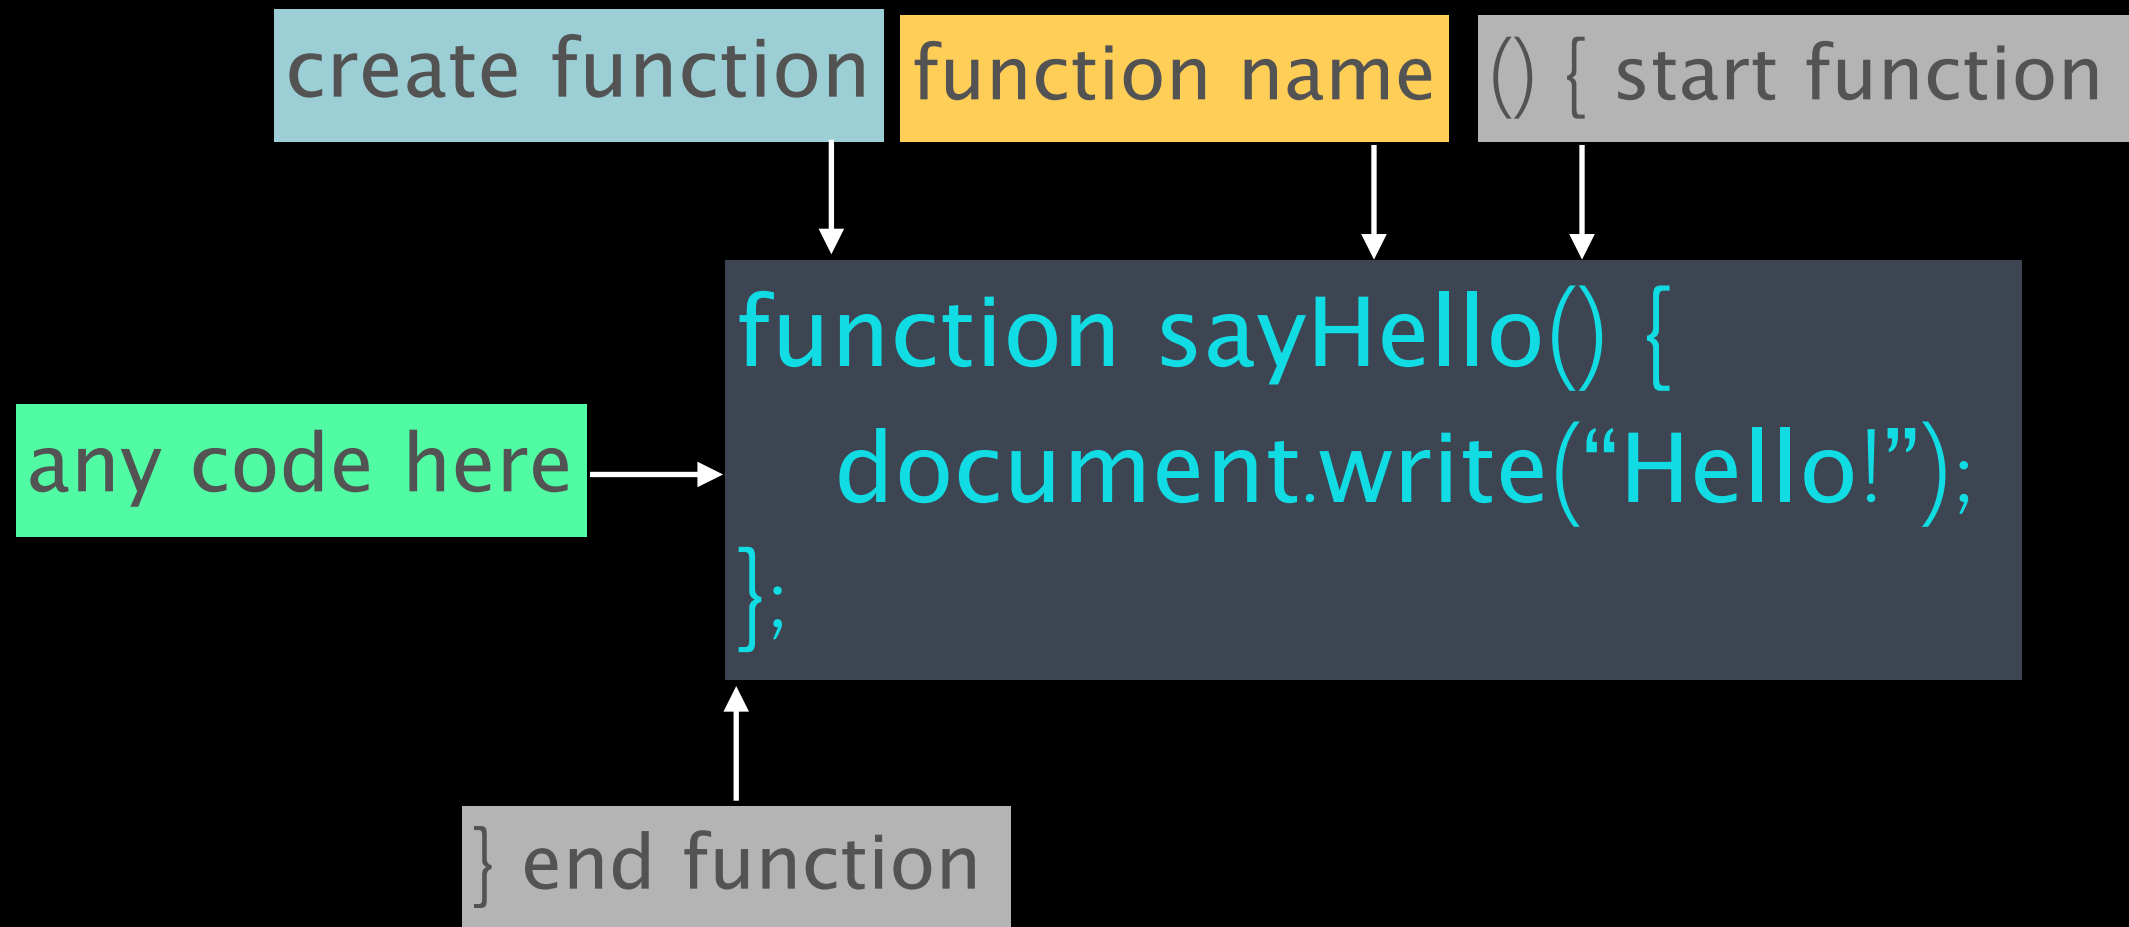 create function
function name
() { start function
function sayHello() {
any code here
document.write(“Hello!”);
};
} end function